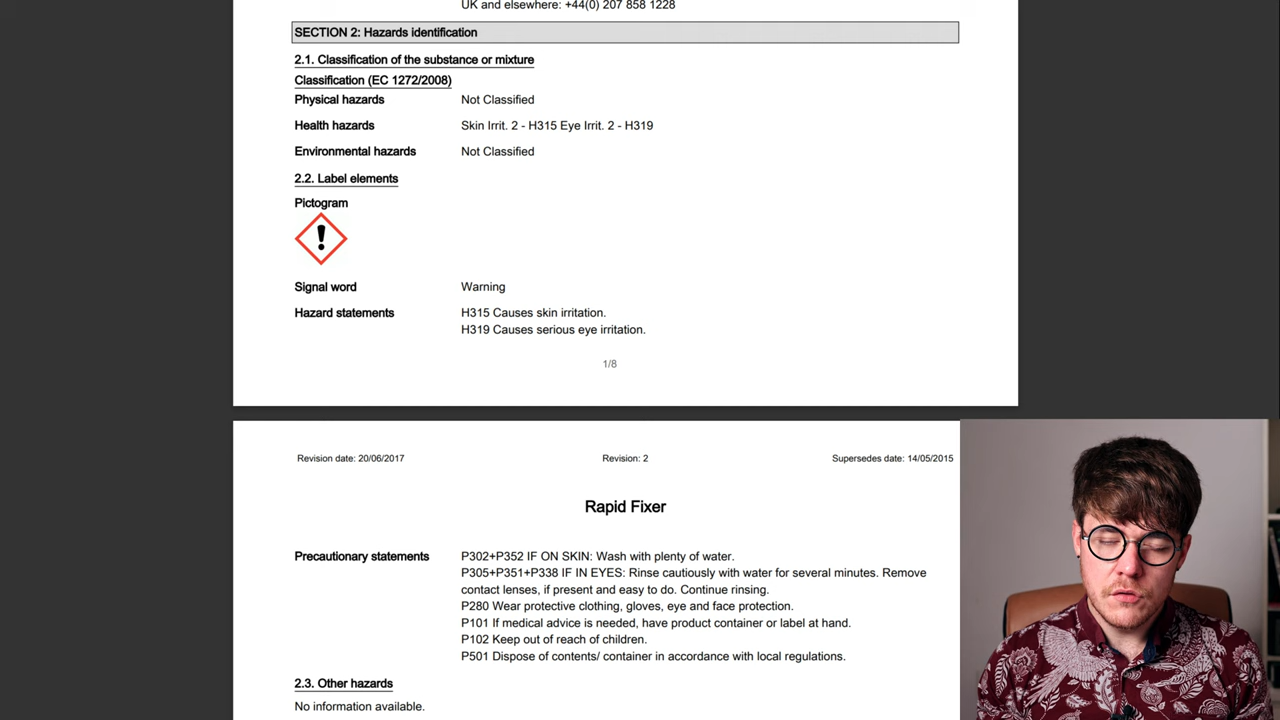 UK and elsewhere: +44(0) 207 858 1228
SECTION 2: Hazards identification
2.1. Classification of the substance or mixture
Classification (EC 1272/2008)
Physical hazards Not Classified
Health hazards Skin Irrit. 2 - H315 Eye Irrit. 2 - H319
Environmental hazards Not Classified
2.2. Label elements
Pictogram
!
Signal word Warning
Hazard statements H315 Causes skin irritation.
H319 Causes serious eye irritation.
1/8
Revision date: 20/06/2017 Revision: 2 Supersedes date: 14/05/2015
Rapid Fixer
Precautionary statements P302+P352 IF ON SKIN: Wash with plenty of water.
P305+P351+P338 IF IN EYES: Rinse cautiously with water for several minutes. Remove
contact lenses, if present and easy to do. Continue rinsing.
P280 Wear protective clothing, gloves, eye and face protection.
P101 If medical advice is needed, have product container or label at hand.
P102 Keep out of reach of children.
P501 Dispose of contents/ container in accordance with local regulations.
2.3. Other hazards
No information available.